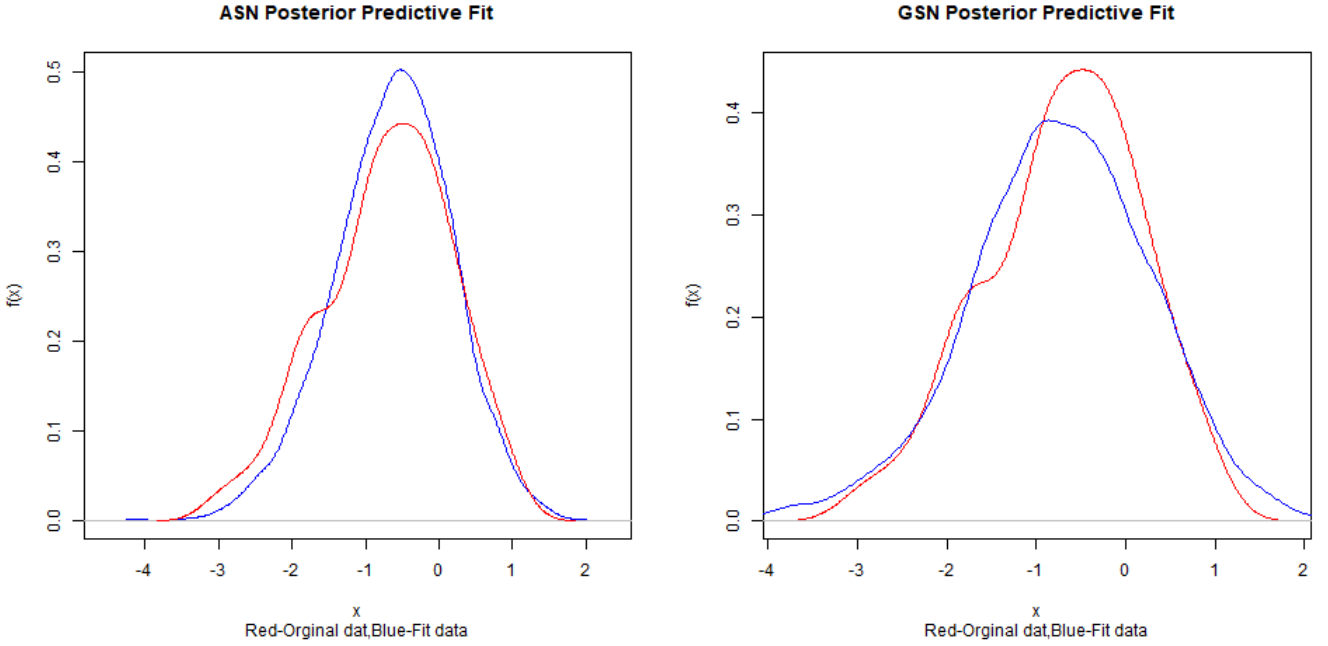 ASN Posterior Predictive Fit
0.5
0.4
0.3
0.2
0.1
0.0
f(x)
-4 -3 -2 -1 0 1 2
x
Red-Orginal dat,Blue-Fit data
GSN Posterior Predictive Fit
0.4
0.3
0.2
0.1
0.0
f(x)
-4 -3 -2 -1 0 1 2
x
Red-Orginal dat,Blue-Fit data